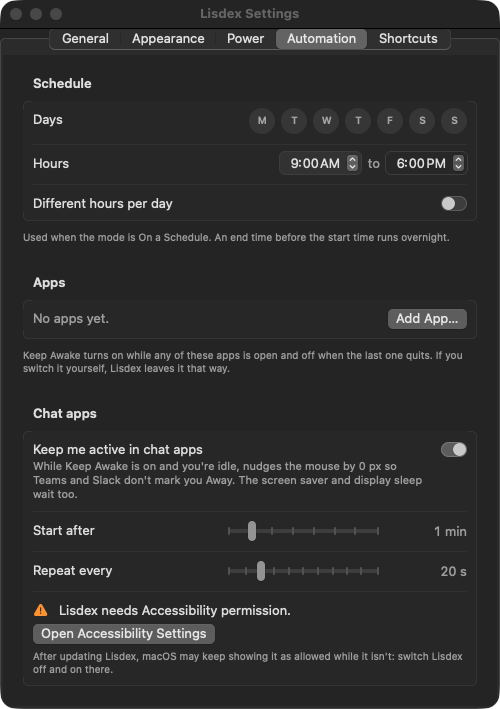 Lisdex Settings
General Appearance Power Automation Shortcuts
Schedule
Days M T W T F S S
Hours 9:00 AM to 6:00 PM
Different hours per day
Used when the mode is On a Schedule. An end time before the start time runs overnight.
Apps
No apps yet. Add App...
Keep Awake turns on while any of these apps is open and off when the last one quits. If you
switch it yourself, Lisdex leaves it that way.
Chat apps
Keep me active in chat apps
While Keep Awake is on and you're idle, nudges the mouse by 0 px so
Teams and Slack don't mark you Away. The screen saver and display sleep
wait too.
Start after 1 min
Repeat every 20 s
Lisdex needs Accessibility permission.
Open Accessibility Settings
After updating Lisdex, macOS may keep showing it as allowed while it isn't: switch Lisdex
off and on there.